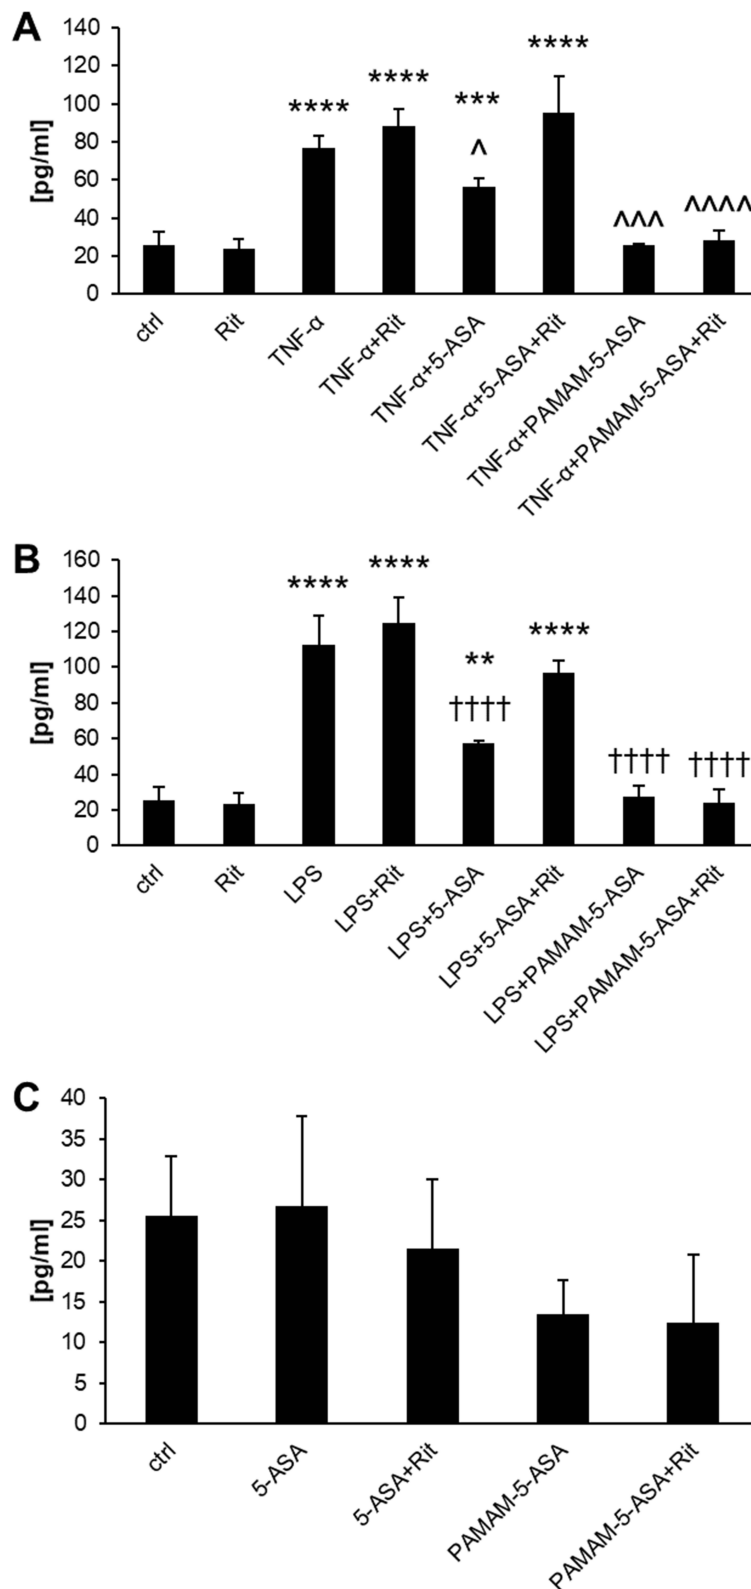 A
140
120
100
80
60
40
20
0
[pg/ml]
****
****
***
^
****
^^^
^^^^
ctrl
Rit
TNF-α
TNF-α+Rit
TNF-α+5-ASA
TNF-α+5-ASA+Rit
TNF-α+PAMAM-5-ASA
TNF-α+PAMAM-5-ASA+Rit
B
160
140
120
100
80
60
40
20
0
[pg/ml]
****
****
**
††††
****
††††
††††
ctrl
Rit
LPS
LPS+Rit
LPS+5-ASA
LPS+5-ASA+Rit
LPS+PAMAM-5-ASA
LPS+PAMAM-5-ASA+Rit
C
40
35
30
25
20
15
10
5
0
[pg/ml]
ctrl
5-ASA
5-ASA+Rit
PAMAM-5-ASA
PAMAM-5-ASA+Rit